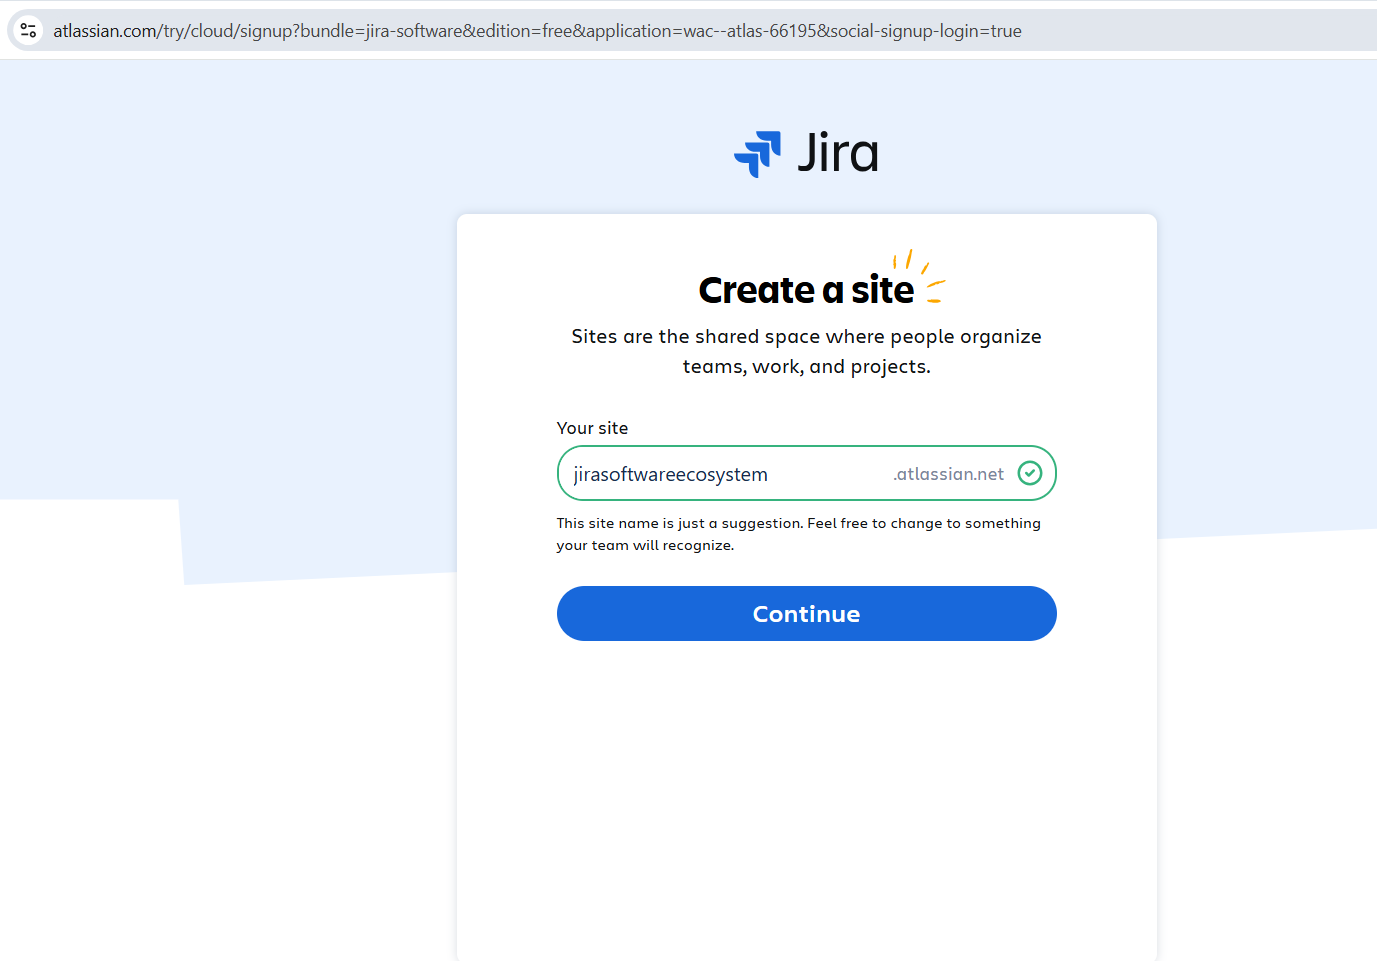 atlassian.com/try/cloud/signup?bundle=jira-software&edition=free&application=wac--atlas-66195&social-signup-login=true
Jira
Create a site
Sites are the shared space where people organize
teams, work, and projects.
Your site
jirasoftwareecosystem .atlassian.net
This site name is just a suggestion. Feel free to change to something
your team will recognize.
Continue